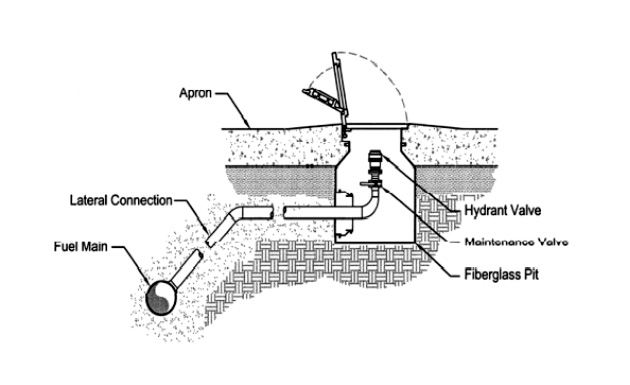 Apron
Lateral Connection
Fuel Main
Hydrant Valve
Maintenance Valve
Fiberglass Pit